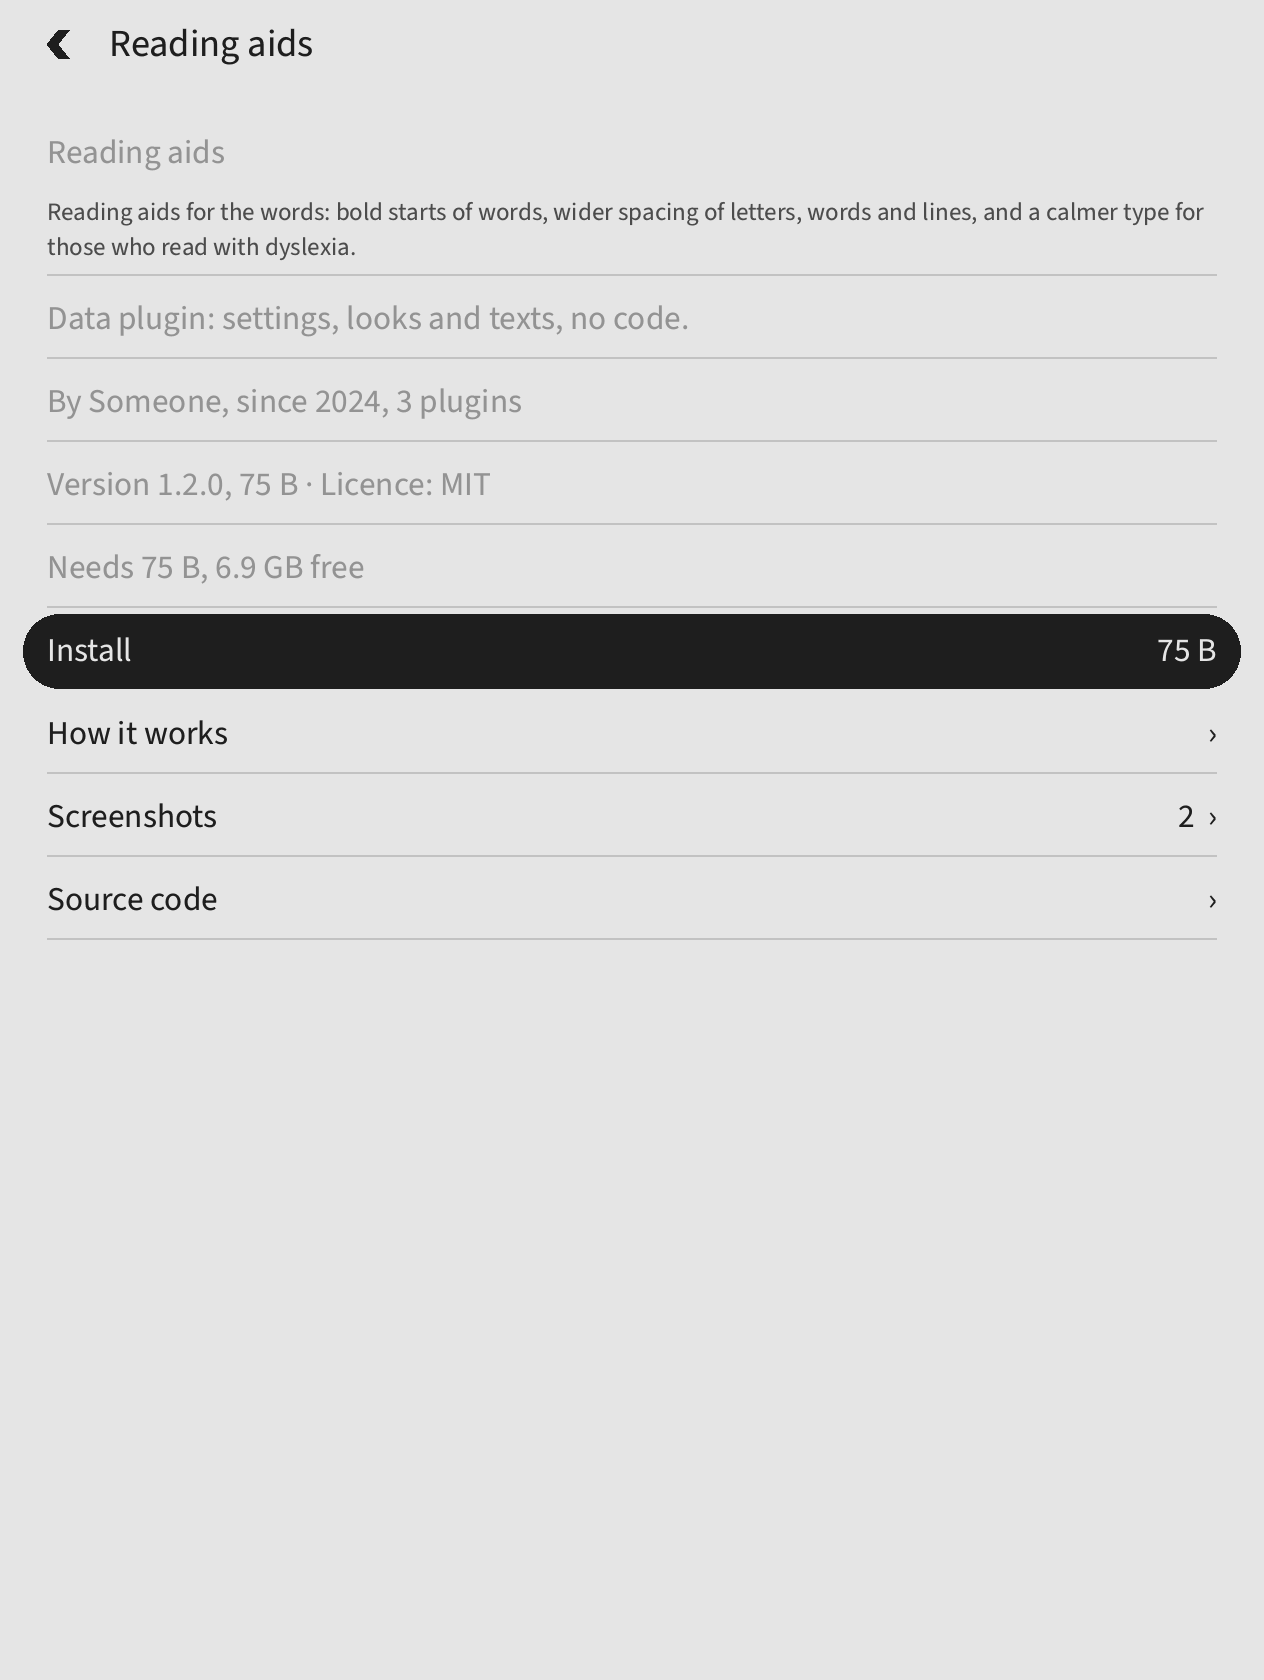 Reading aids
Reading aids
Reading aids for the words: bold starts of words, wider spacing of letters, words and lines, and a calmer type for
those who read with dyslexia.
Data plugin: settings, looks and texts, no code.
By Someone, since 2024, 3 plugins
Version 1.2.0, 75 B · Licence: MIT
Needs 75 B, 6.9 GB free
Install 75 B
How it works ›
Screenshots 2 ›
Source code ›